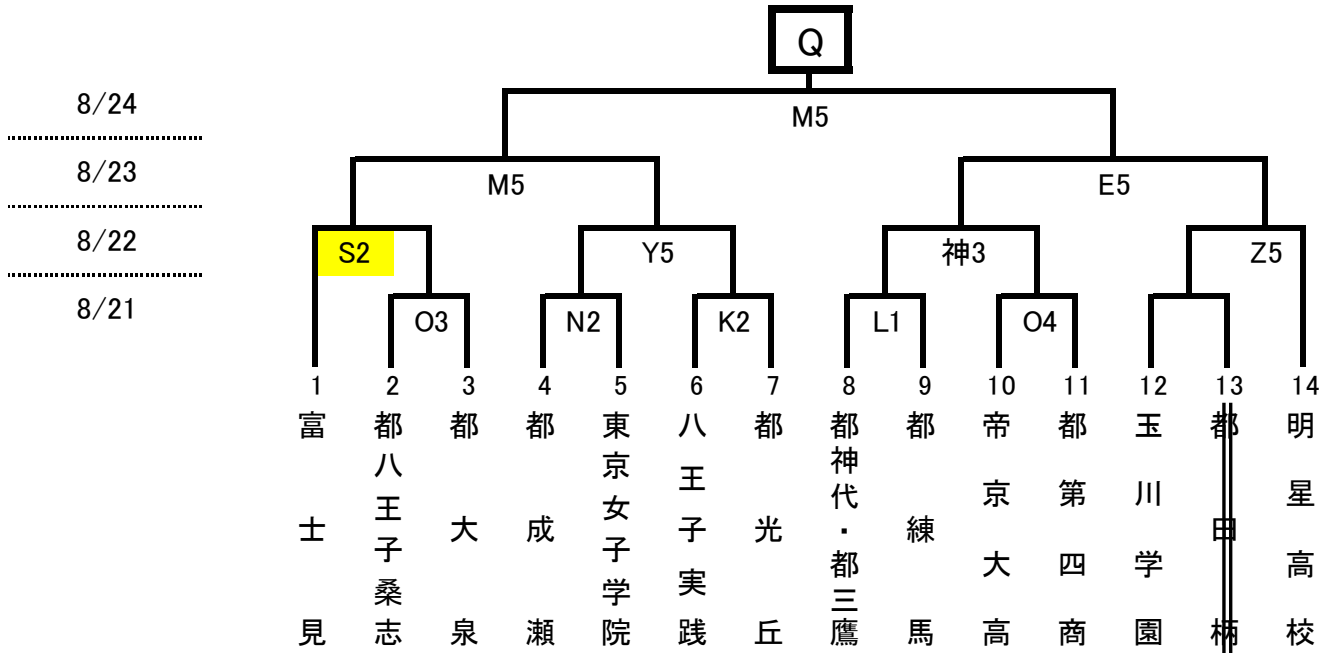 Q
8/24
M5
8/23
M5
E5
8/22
S2
Y5
神3
Z5
8/21
O3
N2
K2
L1
O4
1 2 3 4 5 6 7 8 9 10 11 12 13 14
富士見
都八王子桑志
都大泉
都成瀬
東京女子学院
八王子実践
都光丘
都神代・都三鷹
都練馬
帝京大高
都第四商
玉川学園
都田柄
明星高校